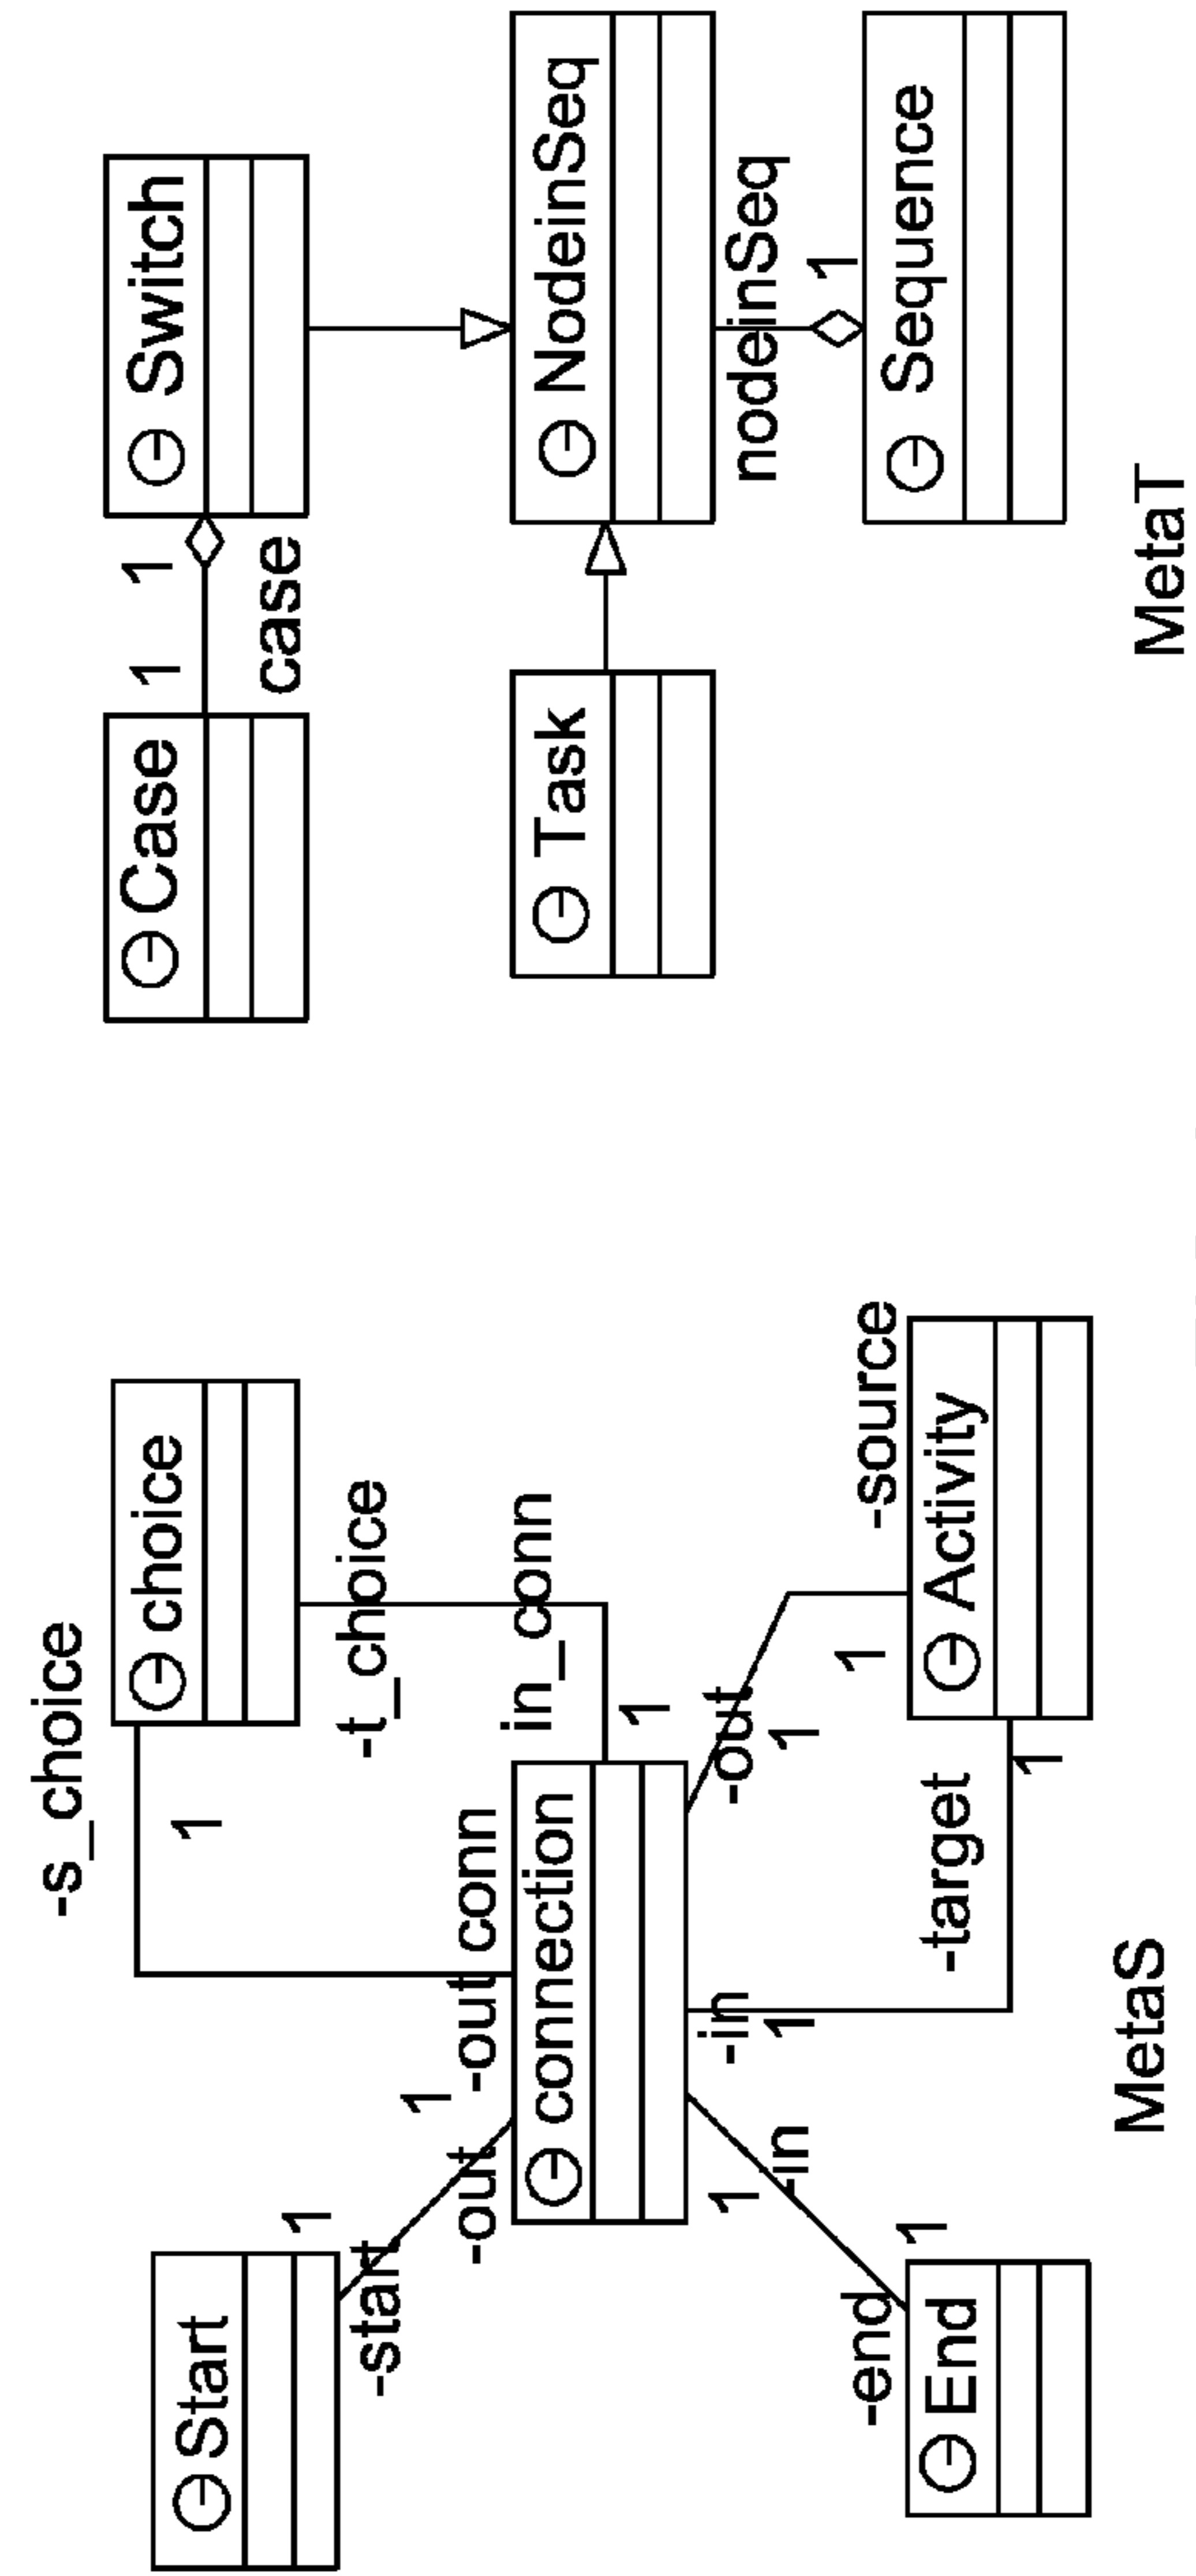 -s_choice
choice
1
-t_choice
Start
1
-start
1
-out
-out conn
in_conn
1
connection
-in
1
-in
1
-out
1
-end
1
End
-target
1
1
-source
Activity
MetaS
Case
1
1
case
Switch
Task
NodeinSeq
nodeinSeq
1
Sequence
MetaT